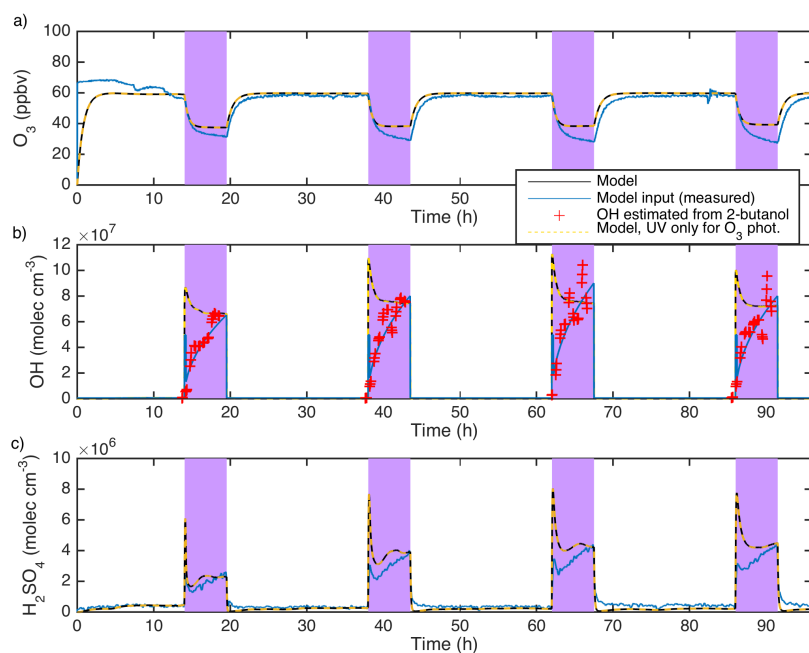 a)
100
80
60
40
20
0
O3 (ppbv)
0 10 20 30 40 50 60 70 80 90
Time (h)
Model
Model input (measured)
OH estimated from 2-butanol
Model, UV only for O3 phot.
b)
×10^7
12
10
8
6
4
2
0
OH (molec cm-3)
0 10 20 30 40 50 60 70 80 90
Time (h)
c)
×10^6
10
8
6
4
2
0
H2SO4 (molec cm-3)
0 10 20 30 40 50 60 70 80 90
Time (h)